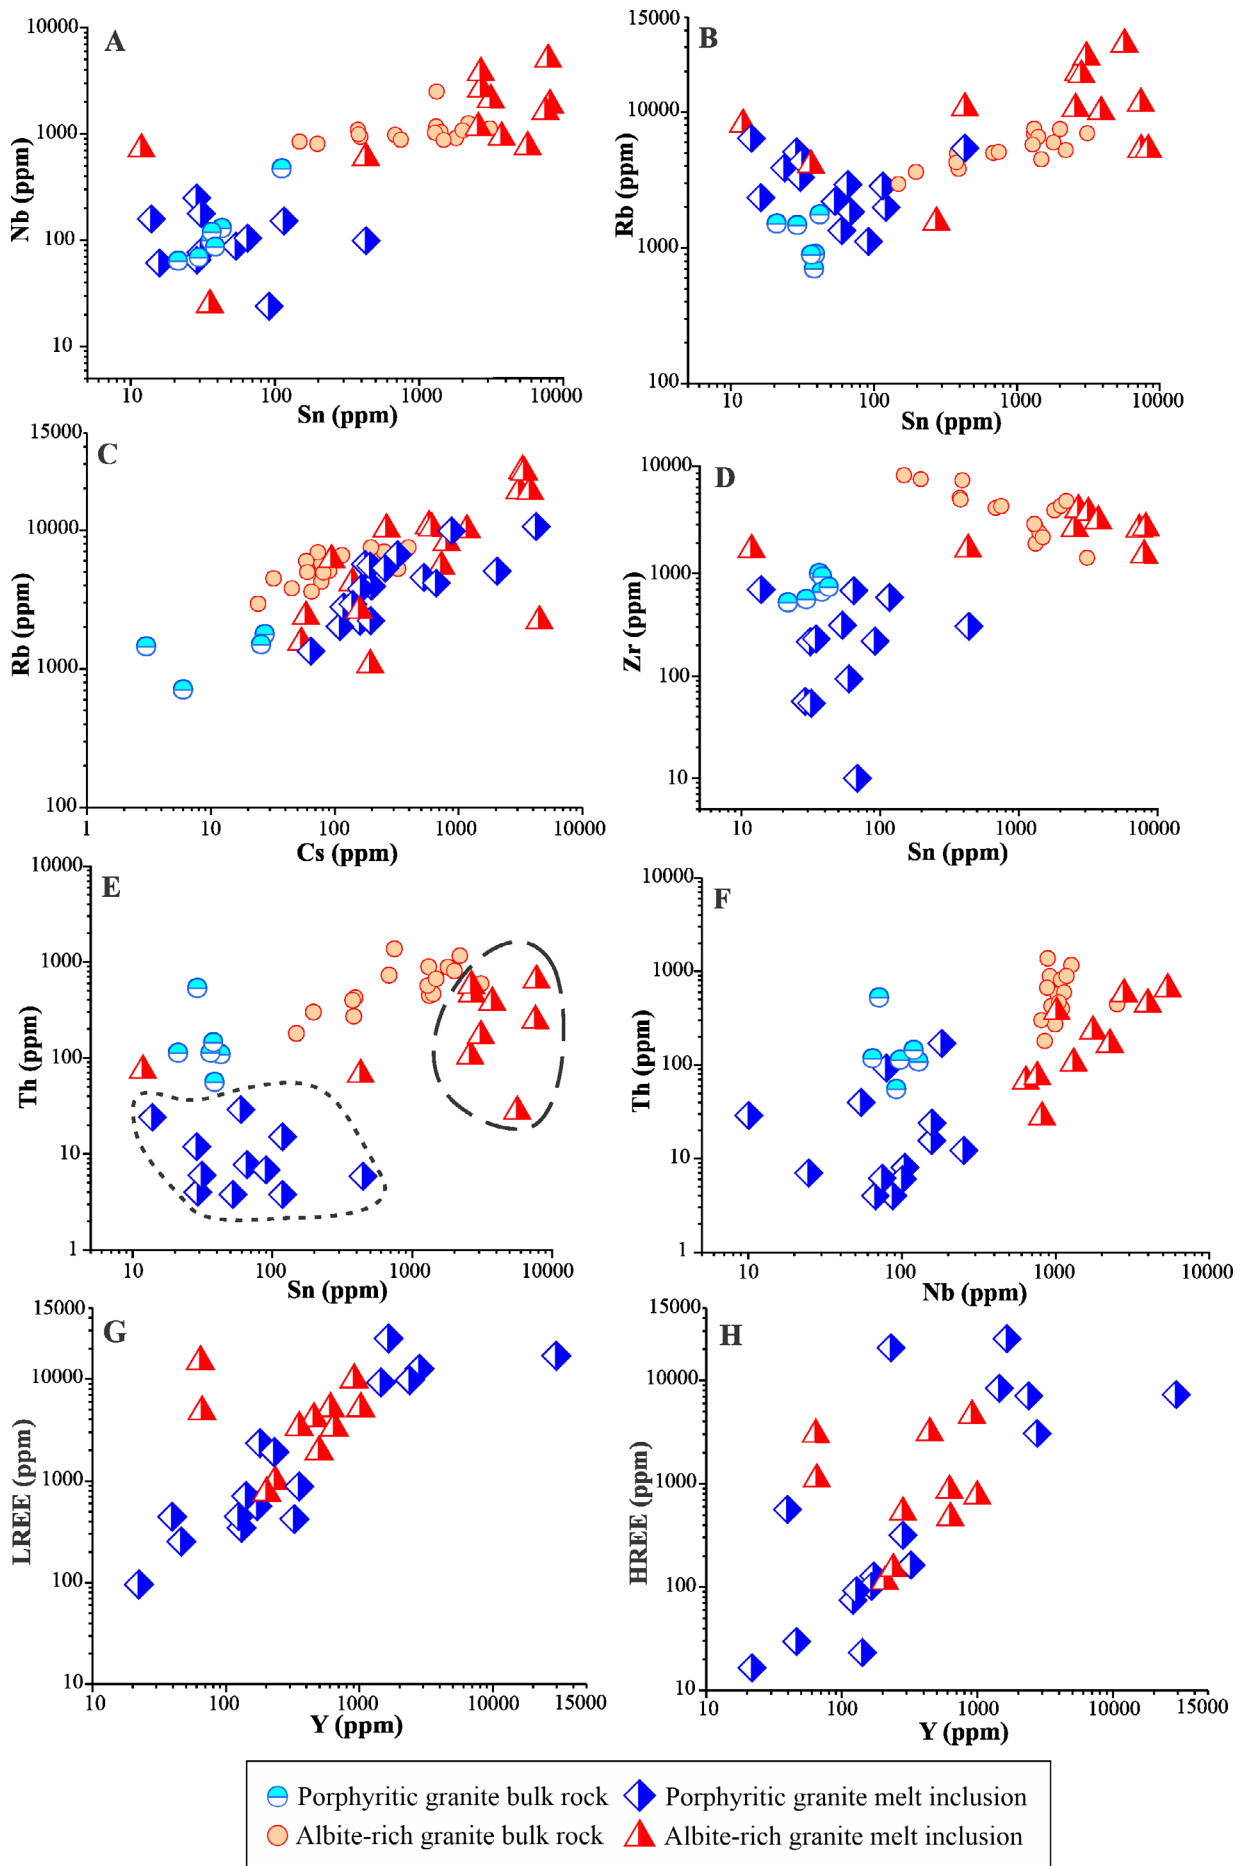 A
10000
1000
100
10
Nb (ppm)
10
100
1000
10000
Sn (ppm)
B
15000
10000
1000
100
Rb (ppm)
10
100
1000
10000
Sn (ppm)
C
15000
10000
1000
100
Rb (ppm)
1
10
100
1000
10000
Cs (ppm)
D
10000
1000
100
10
Zr (ppm)
10
100
1000
10000
Sn (ppm)
E
10000
1000
100
10
1
Th (ppm)
10
100
1000
10000
Sn (ppm)
F
10000
1000
100
10
1
Th (ppm)
10
100
1000
10000
Nb (ppm)
G
15000
10000
1000
100
10
LREE (ppm)
10
100
1000
10000
15000
Y (ppm)
H
15000
10000
1000
100
10
HREE (ppm)
10
100
1000
15000
Y (ppm)
Porphyritic granite bulk rock
Porphyritic granite melt inclusion
Albite-rich granite bulk rock
Albite-rich granite melt inclusion